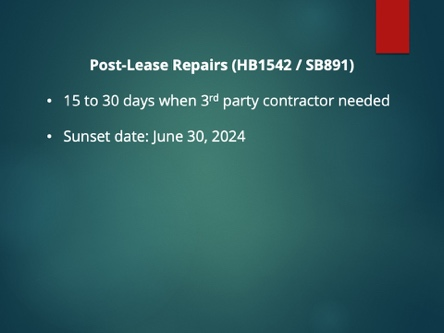 Post-Lease Repairs (HB1542 / SB891)
• 15 to 30 days when 3rd party contractor needed
• Sunset date: June 30, 2024